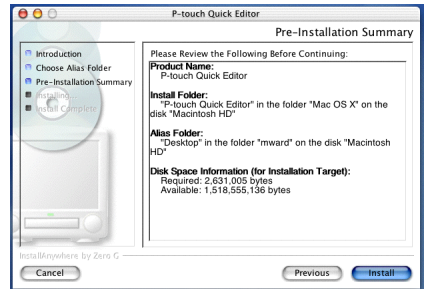 P-touch Quick Editor
Pre-Installation Summary
Introduction
Choose Alias Folder
Pre-Installation Summary
Installing...
Install Complete
Please Review the Following Before Continuing:
Product Name:
P-touch Quick Editor
Install Folder:
"P-touch Quick Editor" in the folder "Mac OS X" on the
disk "Macintosh HD"
Alias Folder:
"Desktop" in the folder "mward" on the disk "Macintosh
HD"
Disk Space Information (for Installation Target):
Required: 2,631,005 bytes
Available: 1,518,555,136 bytes
InstallAnywhere by Zero G
Cancel
Previous
Install